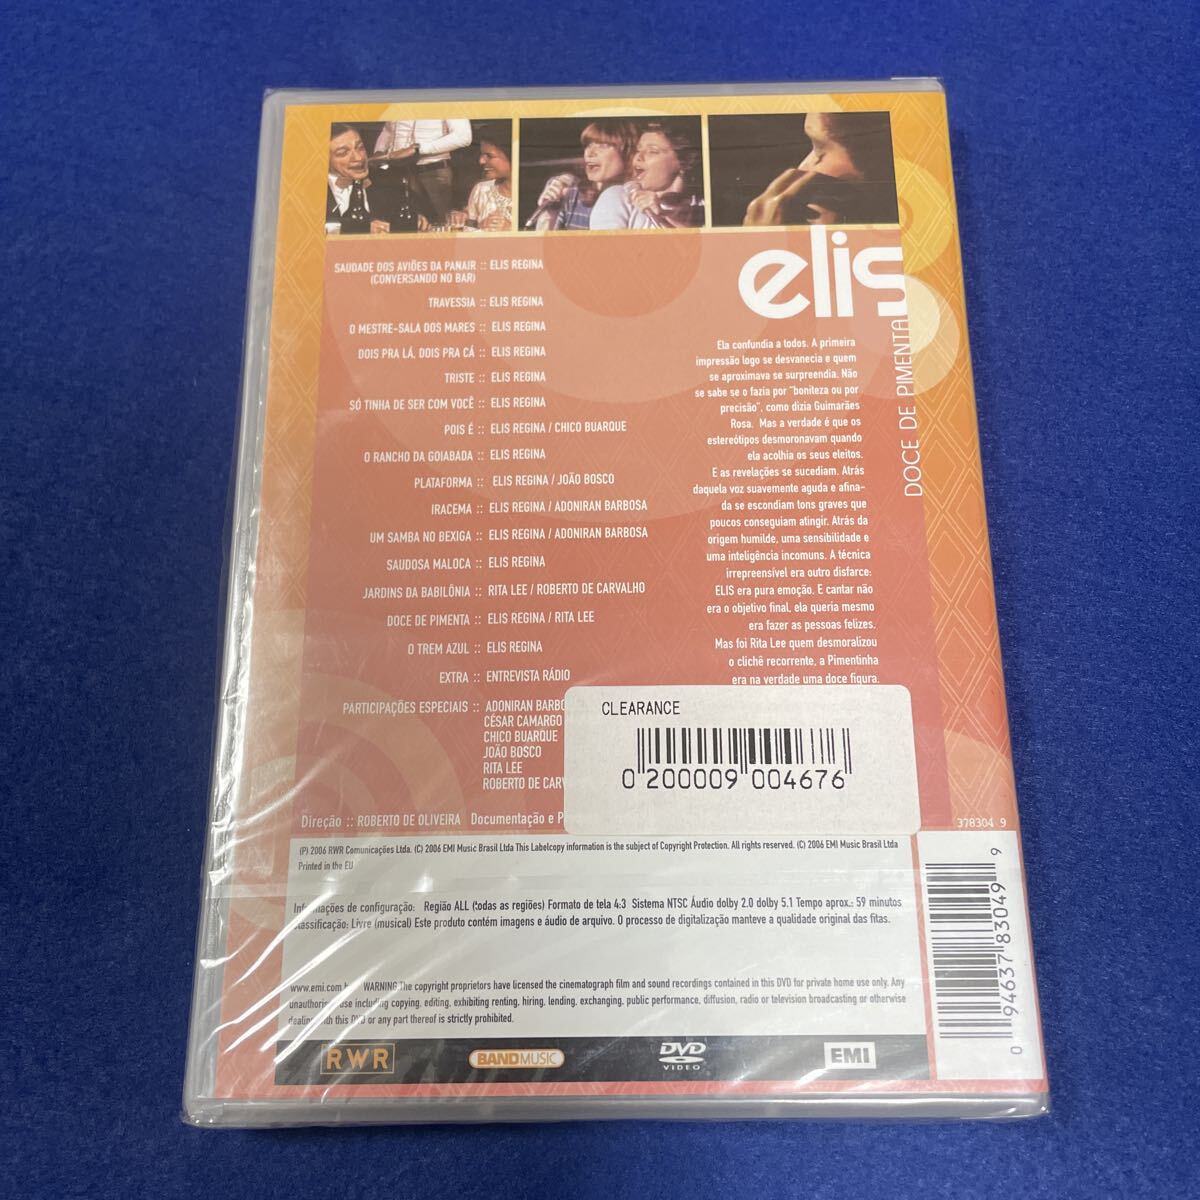 SAUDADE DOS AVIÕES DA PANAIR :: ELIS REGINA
(CONVERSANDO NO BAR)
TRAVESSIA :: ELIS REGINA
O MESTRE-SALA DOS MARES :: ELIS REGINA
DOIS PRA LÁ, DOIS PRA CÁ :: ELIS REGINA
TRISTE :: ELIS REGINA
SÓ TINHA DE SER COM VOCÊ :: ELIS REGINA
POIS É :: ELIS REGINA / CHICO BUARQUE
O RANCHO DA GOIABADA :: ELIS REGINA
PLATAFORMA :: ELIS REGINA / JOÃO BOSCO
IRACEMA :: ELIS REGINA / ADONIRAN BARBOSA
UM SAMBA NO BEXIGA :: ELIS REGINA / ADONIRAN BARBOSA
SAUDOSA MALOCA :: ELIS REGINA
JARDINS DA BABILÔNIA :: RITA LEE / ROBERTO DE CARVALHO
DOCE DE PIMENTA :: ELIS REGINA / RITA LEE
O TREM AZUL :: ELIS REGINA
EXTRA :: ENTREVISTA RÁDIO
PARTICIPAÇÕES ESPECIAIS :: ADONIRAN BARBO
CÉSAR CAMARGO
CHICO BUARQUE
JOÃO BOSCO
RITA LEE
ROBERTO DE CARV
Direção :: ROBERTO DE OLIVEIRA Documentação e
elis
DOCE DE PIMENTA
Ela confundia a todos. A primeira
impressão logo se desvanecia e quem
se aproximava se surpreendia. Não
se sabe se o fazia por "boniteza ou por
precisão", como dizia Guimarães
Rosa. Mas a verdade é que os
estereótipos desmoronavam quando
ela acolhia os seus eleitos.
E as revelações se sucediam. Atrás
daquela voz suavemente aguda e afina-
da se escondiam tons graves que
poucos conseguiam atingir. Atrás da
origem humilde, uma sensibilidade e
uma inteligência incomuns. A técnica
irrepreensível era outro disfarce:
ELIS era pura emoção. E cantar não
era o objetivo final, ela queria mesmo
era fazer as pessoas felizes.
Mas foi Rita Lee quem desmoralizou
o clichê recorrente, a Pimentinha
era na verdade uma doce figura.
CLEARANCE
0 200009 004676
378304 9
(P) 2006 RWR Comunicações Ltda. (C) 2006 EMI Music Brasil Ltda This Labelcopy information is the subject of Copyright Protection. All rights reserved. (C) 2006 EMI Music Brasil Ltda
Printed in the EU
Informações de configuração: Região ALL (todas as regiões) Formato de tela 4:3 Sistema NTSC Áudio dolby 2.0 dolby 5.1 Tempo aprox.: 59 minutos
Classificação: Livre (musical) Este produto contém imagens e áudio de arquivo. O processo de digitalização manteve a qualidade original das fitas.
www.emi.com.b WARNING The copyright proprietors have licensed the cinematograph film and sound recordings contained in this DVD for private home use only. Any
unauthorised use including copying, editing, exhibiting renting, hiring, lending, exchanging, public performance, diffusion, radio or television broadcasting or otherwise
dealing with this DVD or any part thereof is strictly prohibited.
RWR
BANDMUSIC
DVD
VIDEO
EMI
0 94637 83049 9